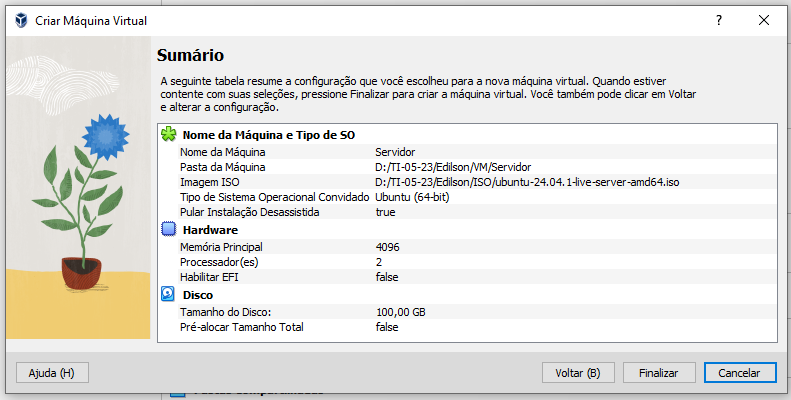 Criar Máquina Virtual
?
Sumário
A seguinte tabela resume a configuração que você escolheu para a nova máquina virtual. Quando estiver
contente com suas seleções, pressione Finalizar para criar a máquina virtual. Você também pode clicar em Voltar
e alterar a configuração.
Nome da Máquina e Tipo de SO
Nome da Máquina Servidor
Pasta da Máquina D:/TI-05-23/Edilson/VM/Servidor
Imagem ISO D:/TI-05-23/Edilson/ISO/ubuntu-24.04.1-live-server-amd64.iso
Tipo de Sistema Operacional Convidado Ubuntu (64-bit)
Pular Instalação Desassistida true
Hardware
Memória Principal 4096
Processador(es) 2
Habilitar EFI false
Disco
Tamanho do Disco: 100,00 GB
Pré-alocar Tamanho Total false
Ajuda (H) Voltar (B) Finalizar Cancelar